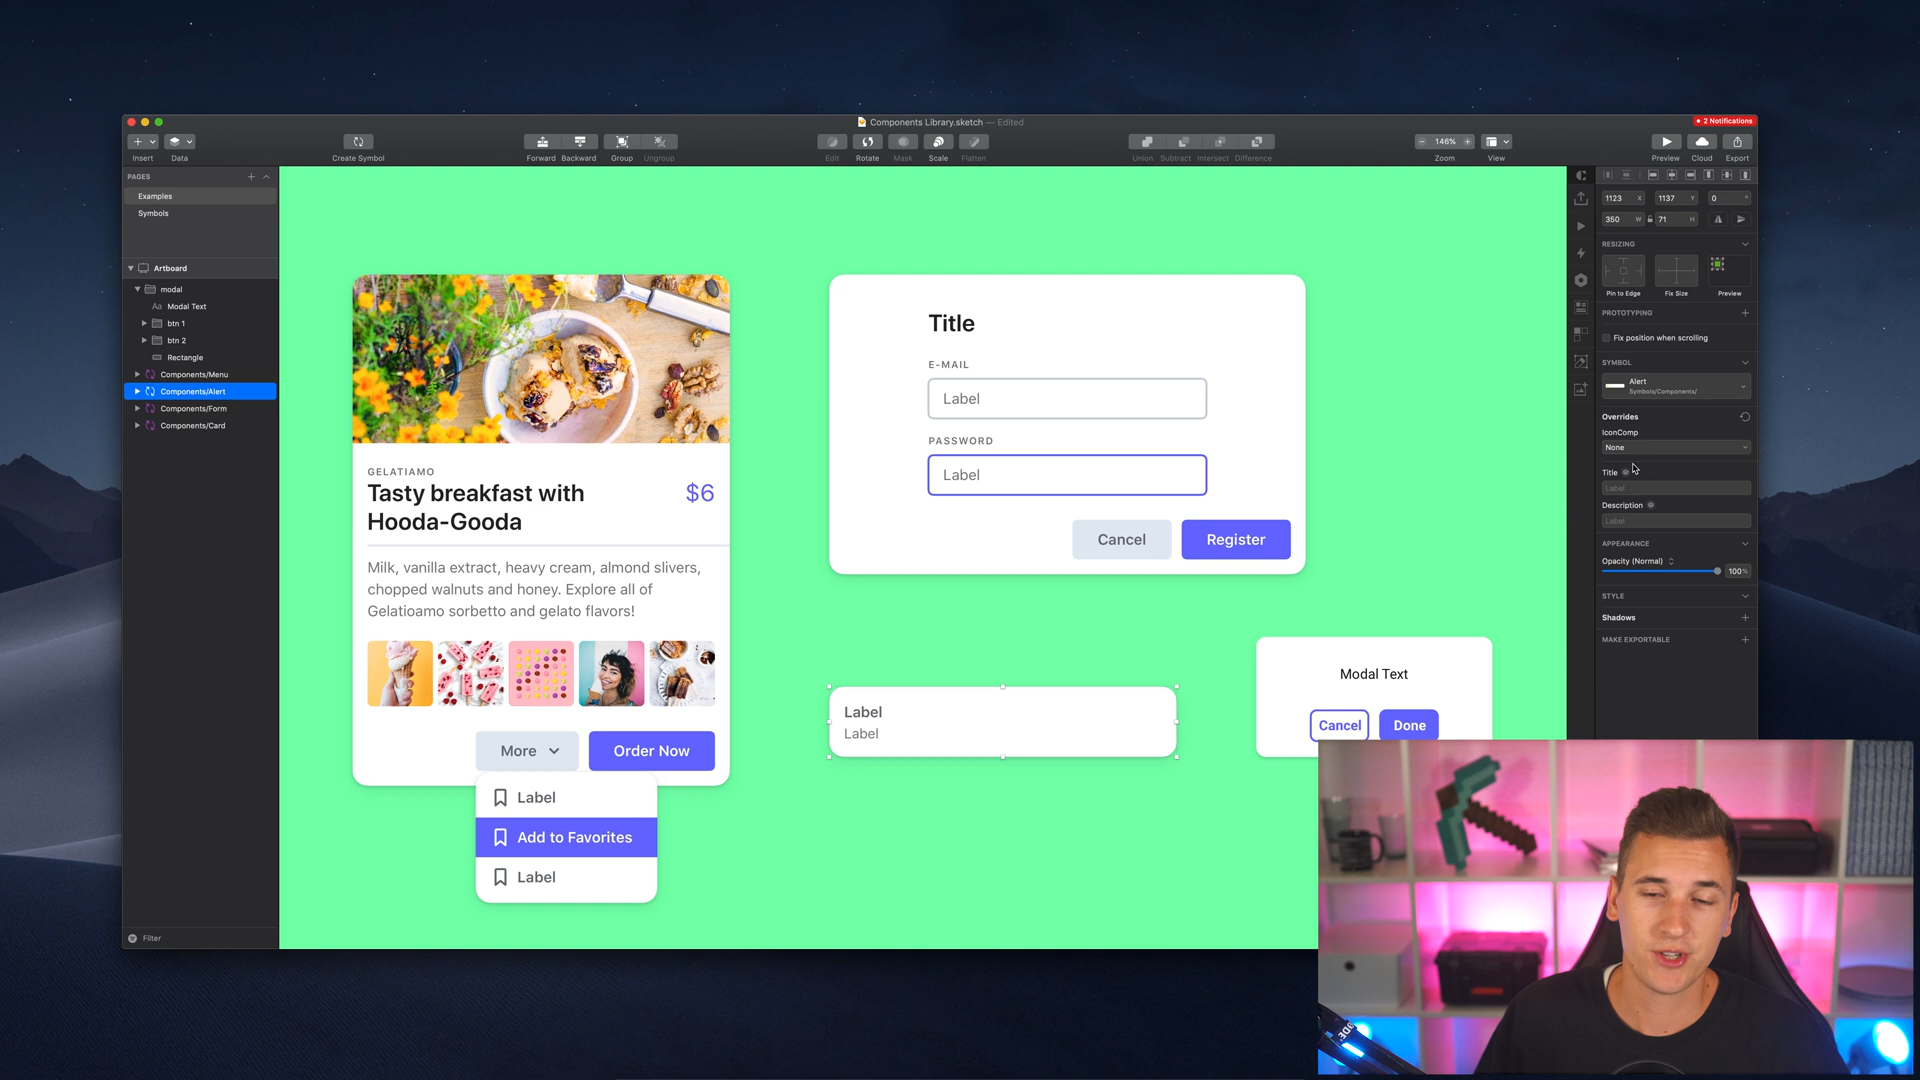 Components Library.sketch — Edited
2 Notifications
Insert
Data
Create Symbol
Forward
Backward
Group
Ungroup
Edit
Rotate
Mask
Scale
Flatten
Union
Subtract
Intersect
Difference
146%
Zoom
View
Preview
Cloud
Export
PAGES
Examples
Symbols
Artboard
modal
Aa Modal Text
btn 1
btn 2
Rectangle
Components/Menu
Components/Alert
Components/Form
Components/Card
Filter
GELATIAMO
Tasty breakfast with
Hooda-Gooda
$6
Milk, vanilla extract, heavy cream, almond slivers,
chopped walnuts and honey. Explore all of
Gelatioamo sorbetto and gelato flavors!
More
Order Now
Label
Add to Favorites
Label
Title
E-MAIL
Label
PASSWORD
Label
Cancel
Register
Label
Label
Modal Text
Cancel
Done
1123 X
1137 Y
0 °
350 W
71 H
RESIZING
Pin to Edge
Fix Size
Preview
PROTOTYPING
Fix position when scrolling
SYMBOL
Alert
Symbols/Components/
Overrides
IconComp
None
Title
Label
Description
Label
APPEARANCE
Opacity (Normal)
100%
STYLE
Shadows
MAKE EXPORTABLE